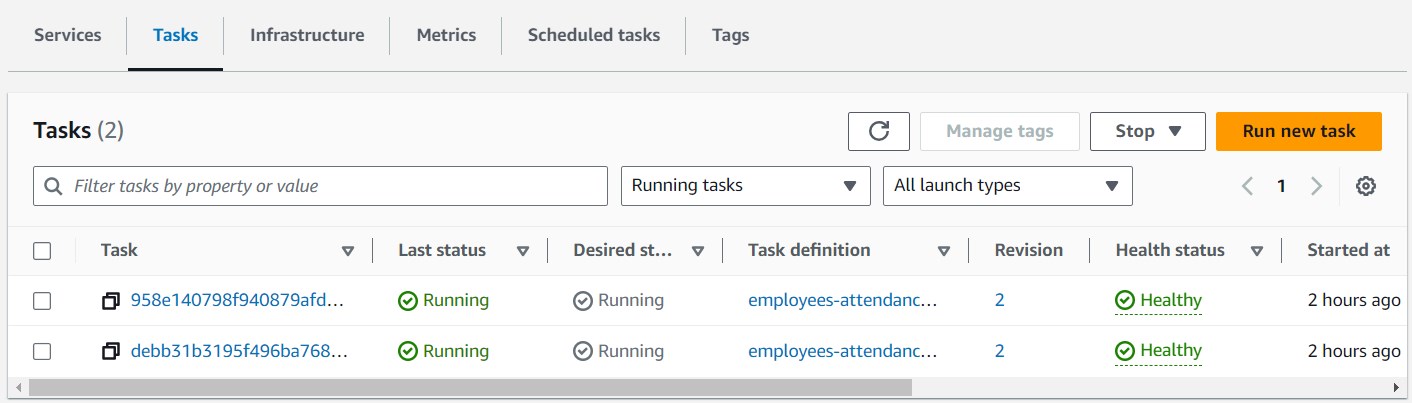 Services Tasks Infrastructure Metrics Scheduled tasks Tags
Tasks (2) Manage tags Stop Run new task
Filter tasks by property or value Running tasks All launch types 1
Task Last status Desired st... Task definition Revision Health status Started at
958e140798f940879afd... Running Running employees-attendanc... 2 Healthy 2 hours ago
debb31b3195f496ba768... Running Running employees-attendanc... 2 Healthy 2 hours ago